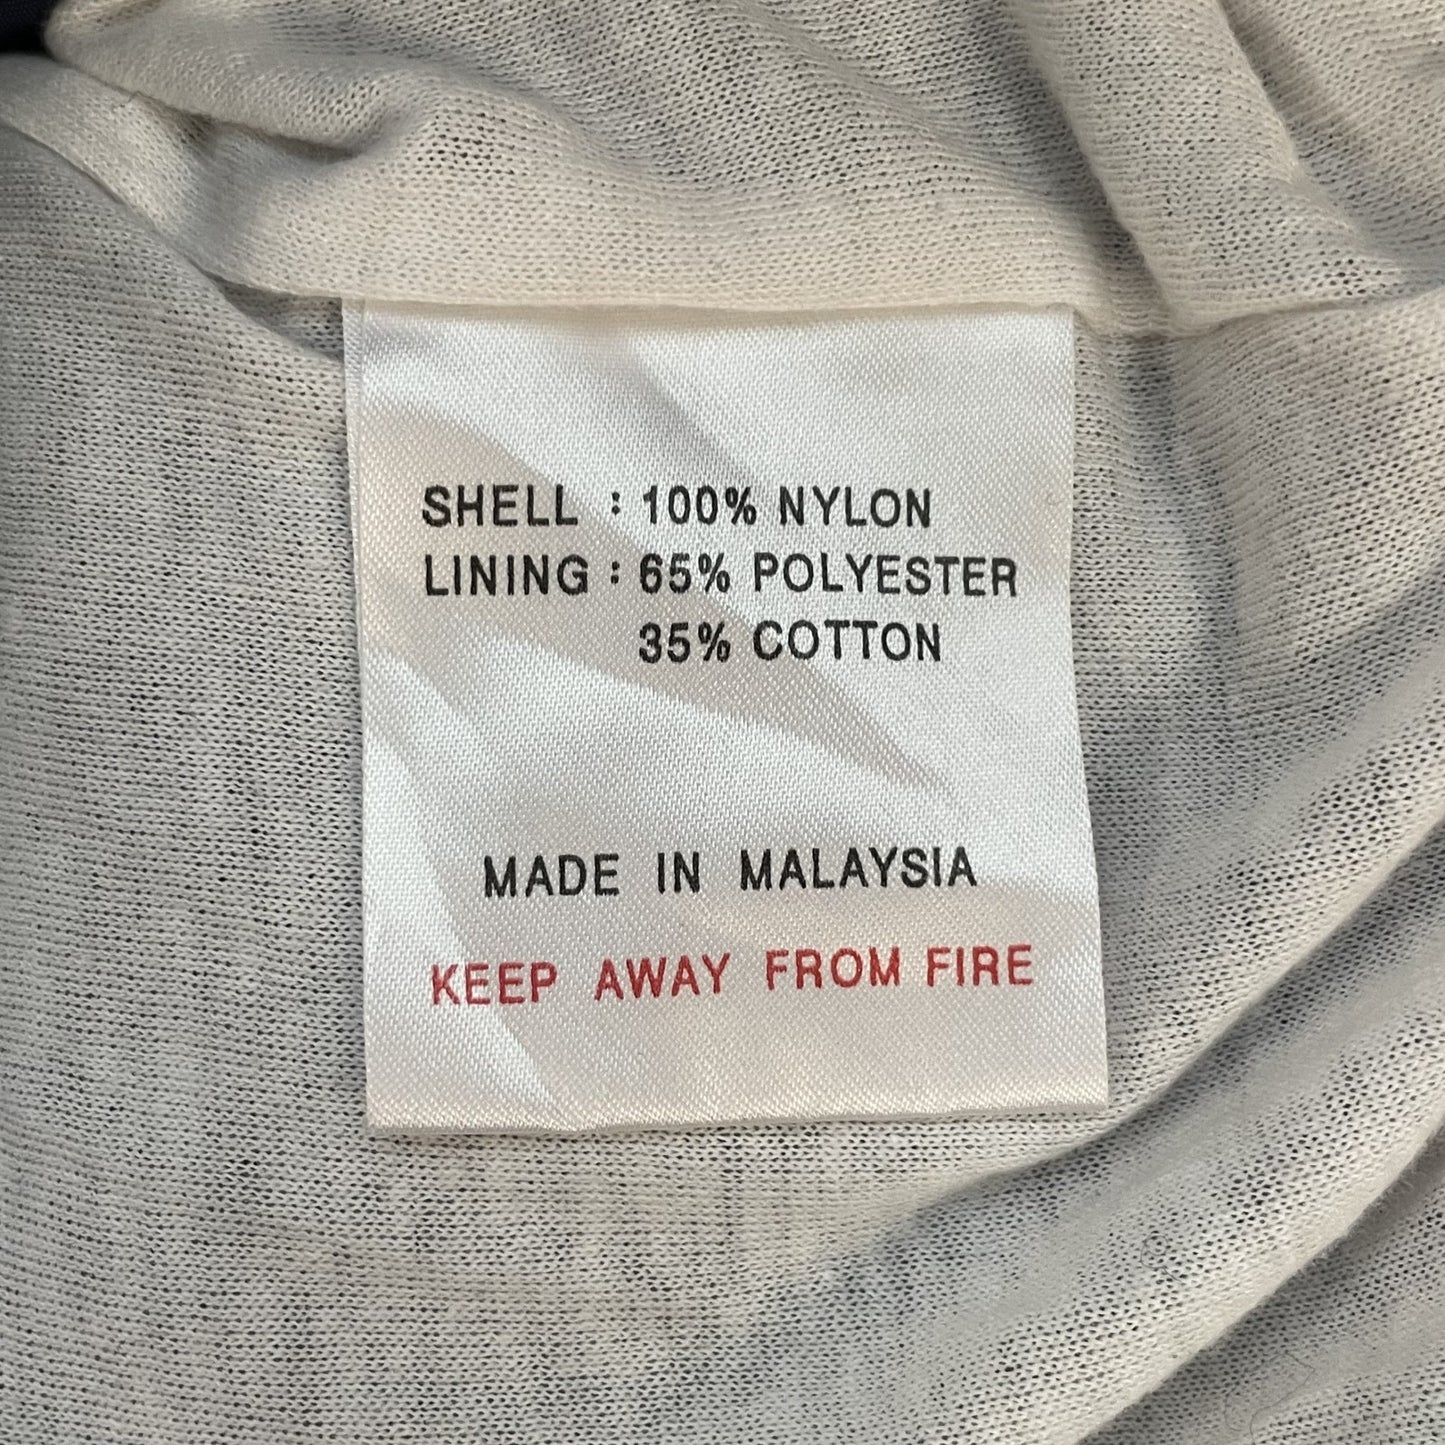 SHELL : 100% NYLON
LINING : 65% POLYESTER
35% COTTON
MADE IN MALAYSIA
KEEP AWAY FROM FIRE